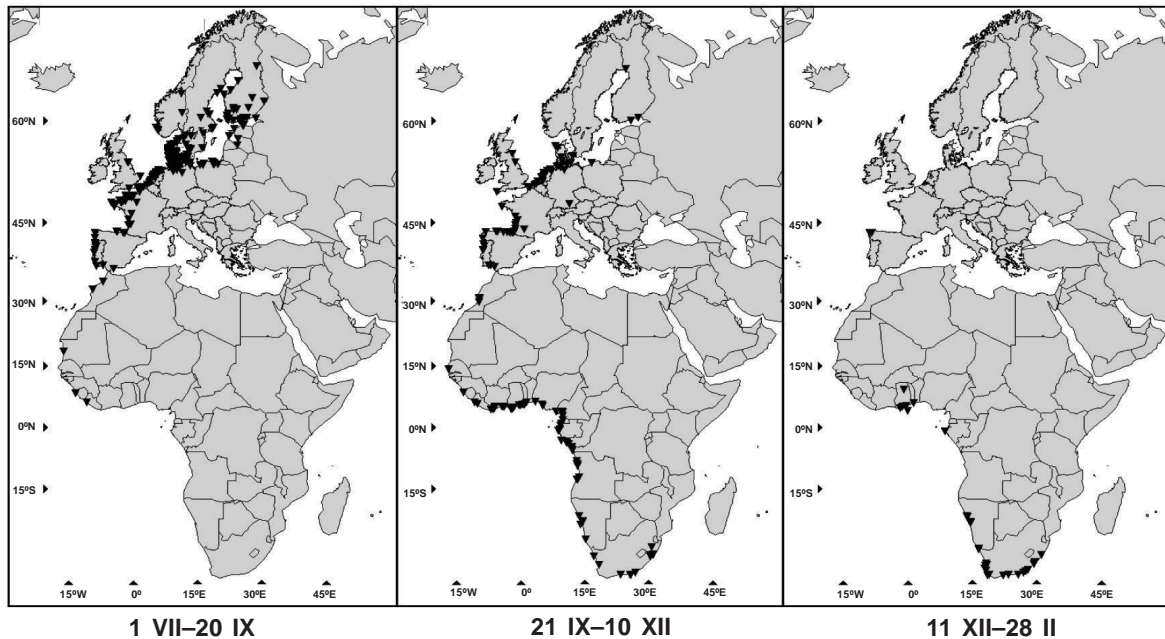 60ºN
45ºN
30ºN
15ºN
0ºN
15ºS
15ºW 0º 15ºE 30ºE 45ºE
1 VII–20 IX
60ºN
45ºN
30ºN
15ºN
0ºN
15ºS
15ºW 0º 15ºE 30ºE 45ºE
21 IX–10 XII
60ºN
45ºN
30ºN
15ºN
0ºN
15ºS
15ºW 0º 15ºE 30ºE 45ºE
11 XII–28 II